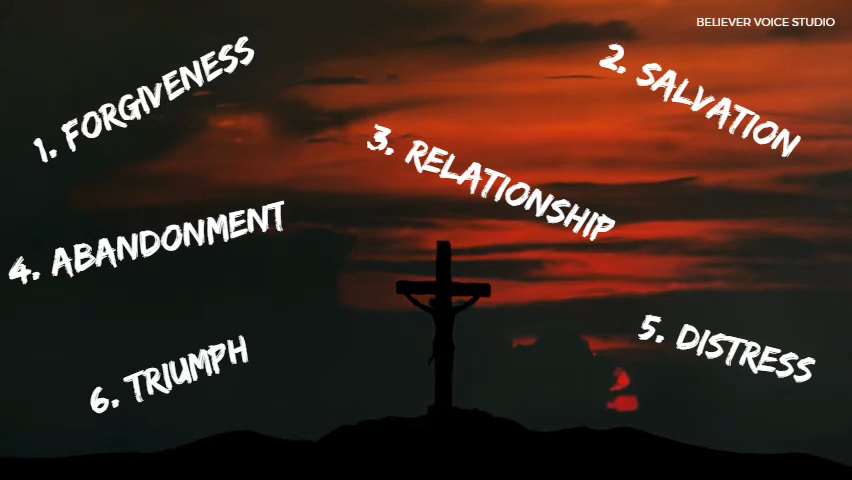 BELIEVER VOICE STUDIO
1. FORGIVENESS
2. SALVATION
3. RELATIONSHIP
4. ABANDONMENT
5. DISTRESS
6. TRIUMPH